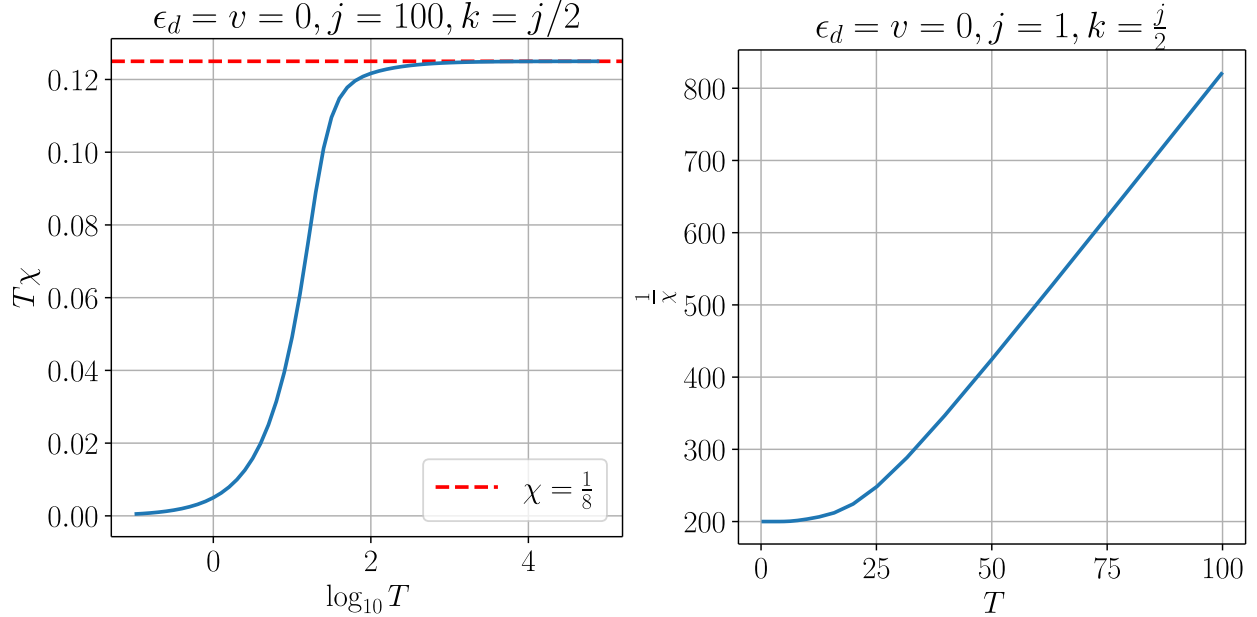 ϵ_d = v = 0, j = 100, k = j/2
Tχ
0.12
0.10
0.08
0.06
0.04
0.02
0.00
χ = 1/8
0 2 4
log₁₀ T
ϵ_d = v = 0, j = 1, k = j/2
1/χ
800
700
600
500
400
300
200
0 25 50 75 100
T